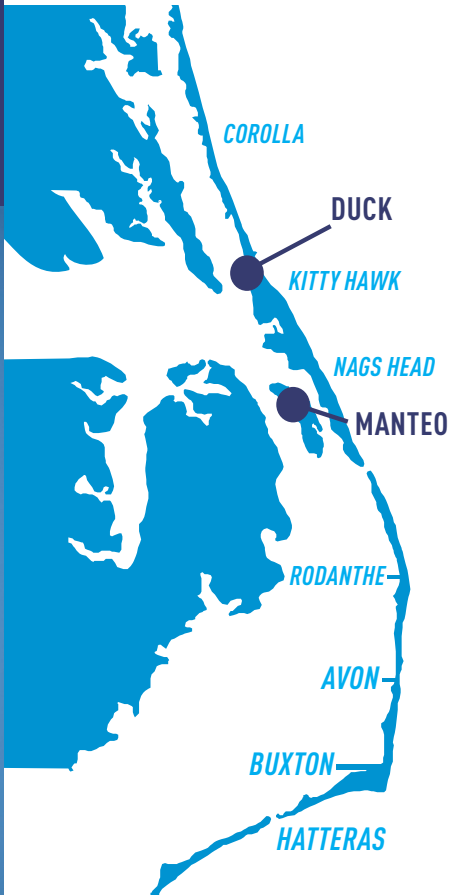 COROLLA
DUCK
KITTY HAWK
NAGS HEAD
MANTEO
RODANTHE
AVON
BUXTON
HATTERAS